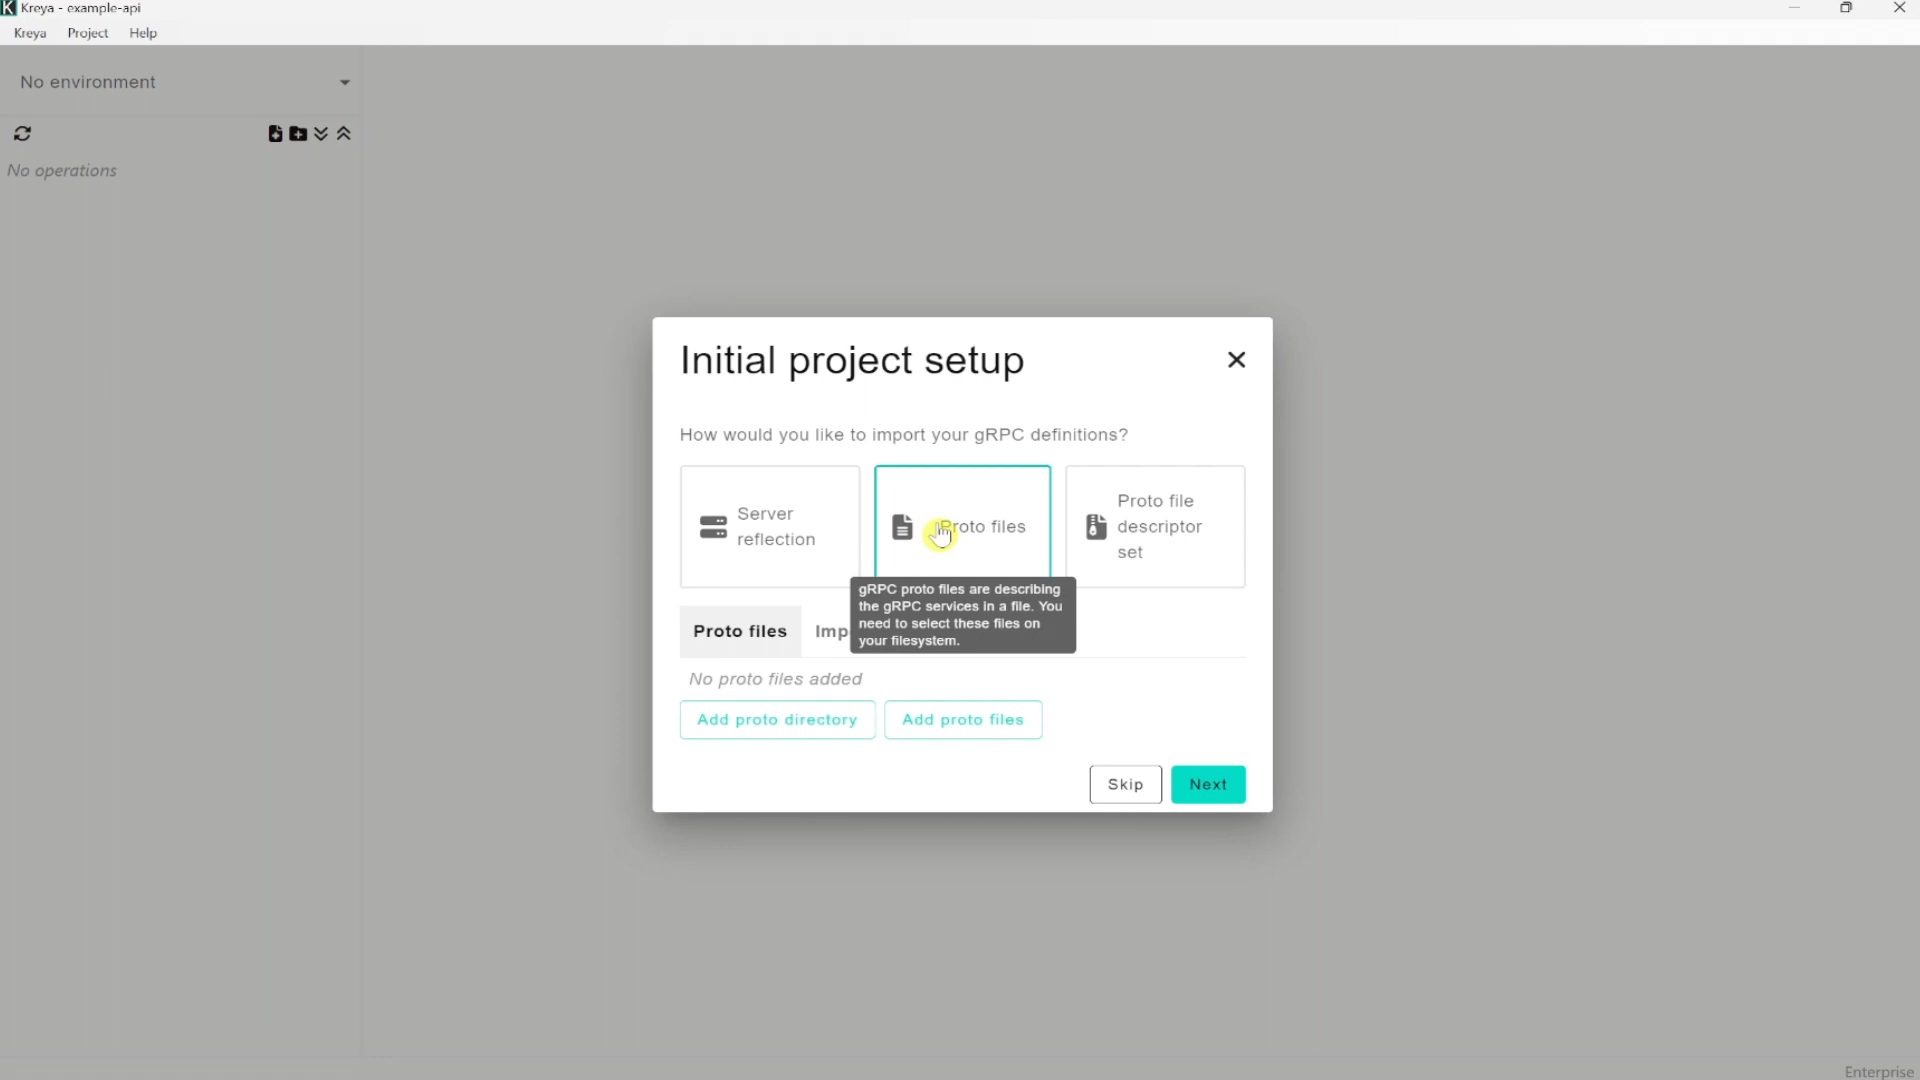 Kreya - example-api
Kreya Project Help
No environment
No operations
Initial project setup
How would you like to import your gRPC definitions?
Server
reflection
Proto files
Proto file
descriptor
set
gRPC proto files are describing
the gRPC services in a file. You
need to select these files on
your filesystem.
Proto files
No proto files added
Add proto directory
Add proto files
Skip
Next
Enterprise